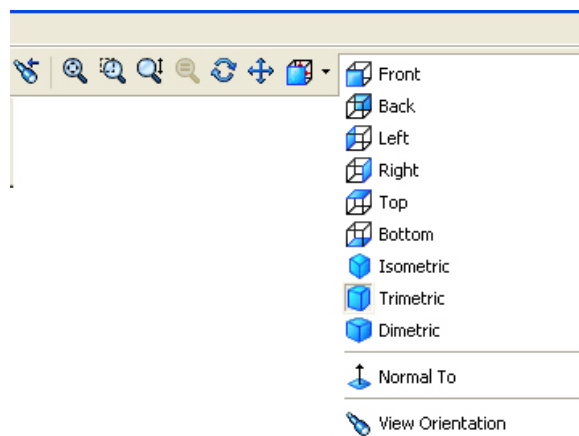 Front
Back
Left
Right
Top
Bottom
Isometric
Trimetric
Dimetric
Normal To
View Orientation